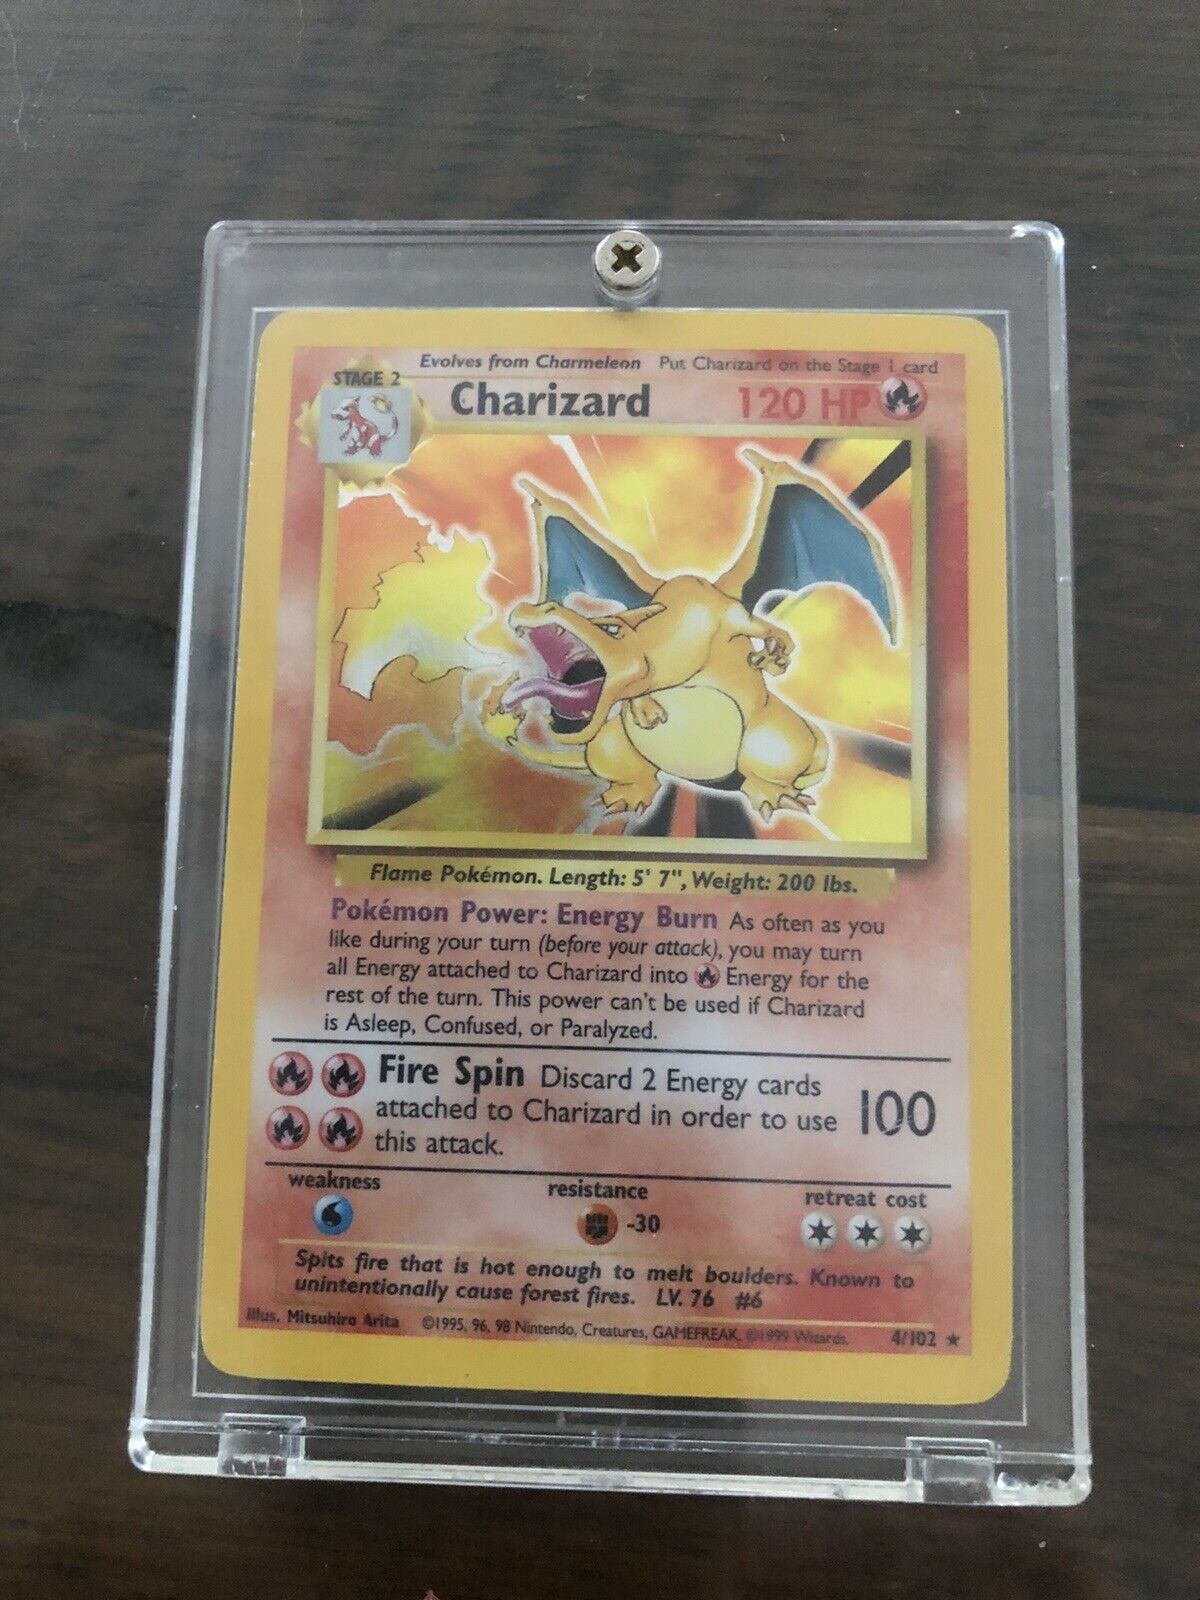 Evolves from Charmeleon Put Charizard on the Stage 1 card
STAGE 2
Charizard 120 HP
Flame Pokémon. Length: 5' 7", Weight: 200 lbs.
Pokémon Power: Energy Burn As often as you
like during your turn (before your attack), you may turn
all Energy attached to Charizard into Energy for the
rest of the turn. This power can't be used if Charizard
is Asleep, Confused, or Paralyzed.
Fire Spin Discard 2 Energy cards
attached to Charizard in order to use 100
this attack.
weakness resistance retreat cost
-30
Spits fire that is hot enough to melt boulders. Known to
unintentionally cause forest fires. LV. 76 #6
Illus. Mitsuhiro Arita ©1995, 96, 98 Nintendo, Creatures, GAMEFREAK. ©1999 Wizards. 4/102 ★